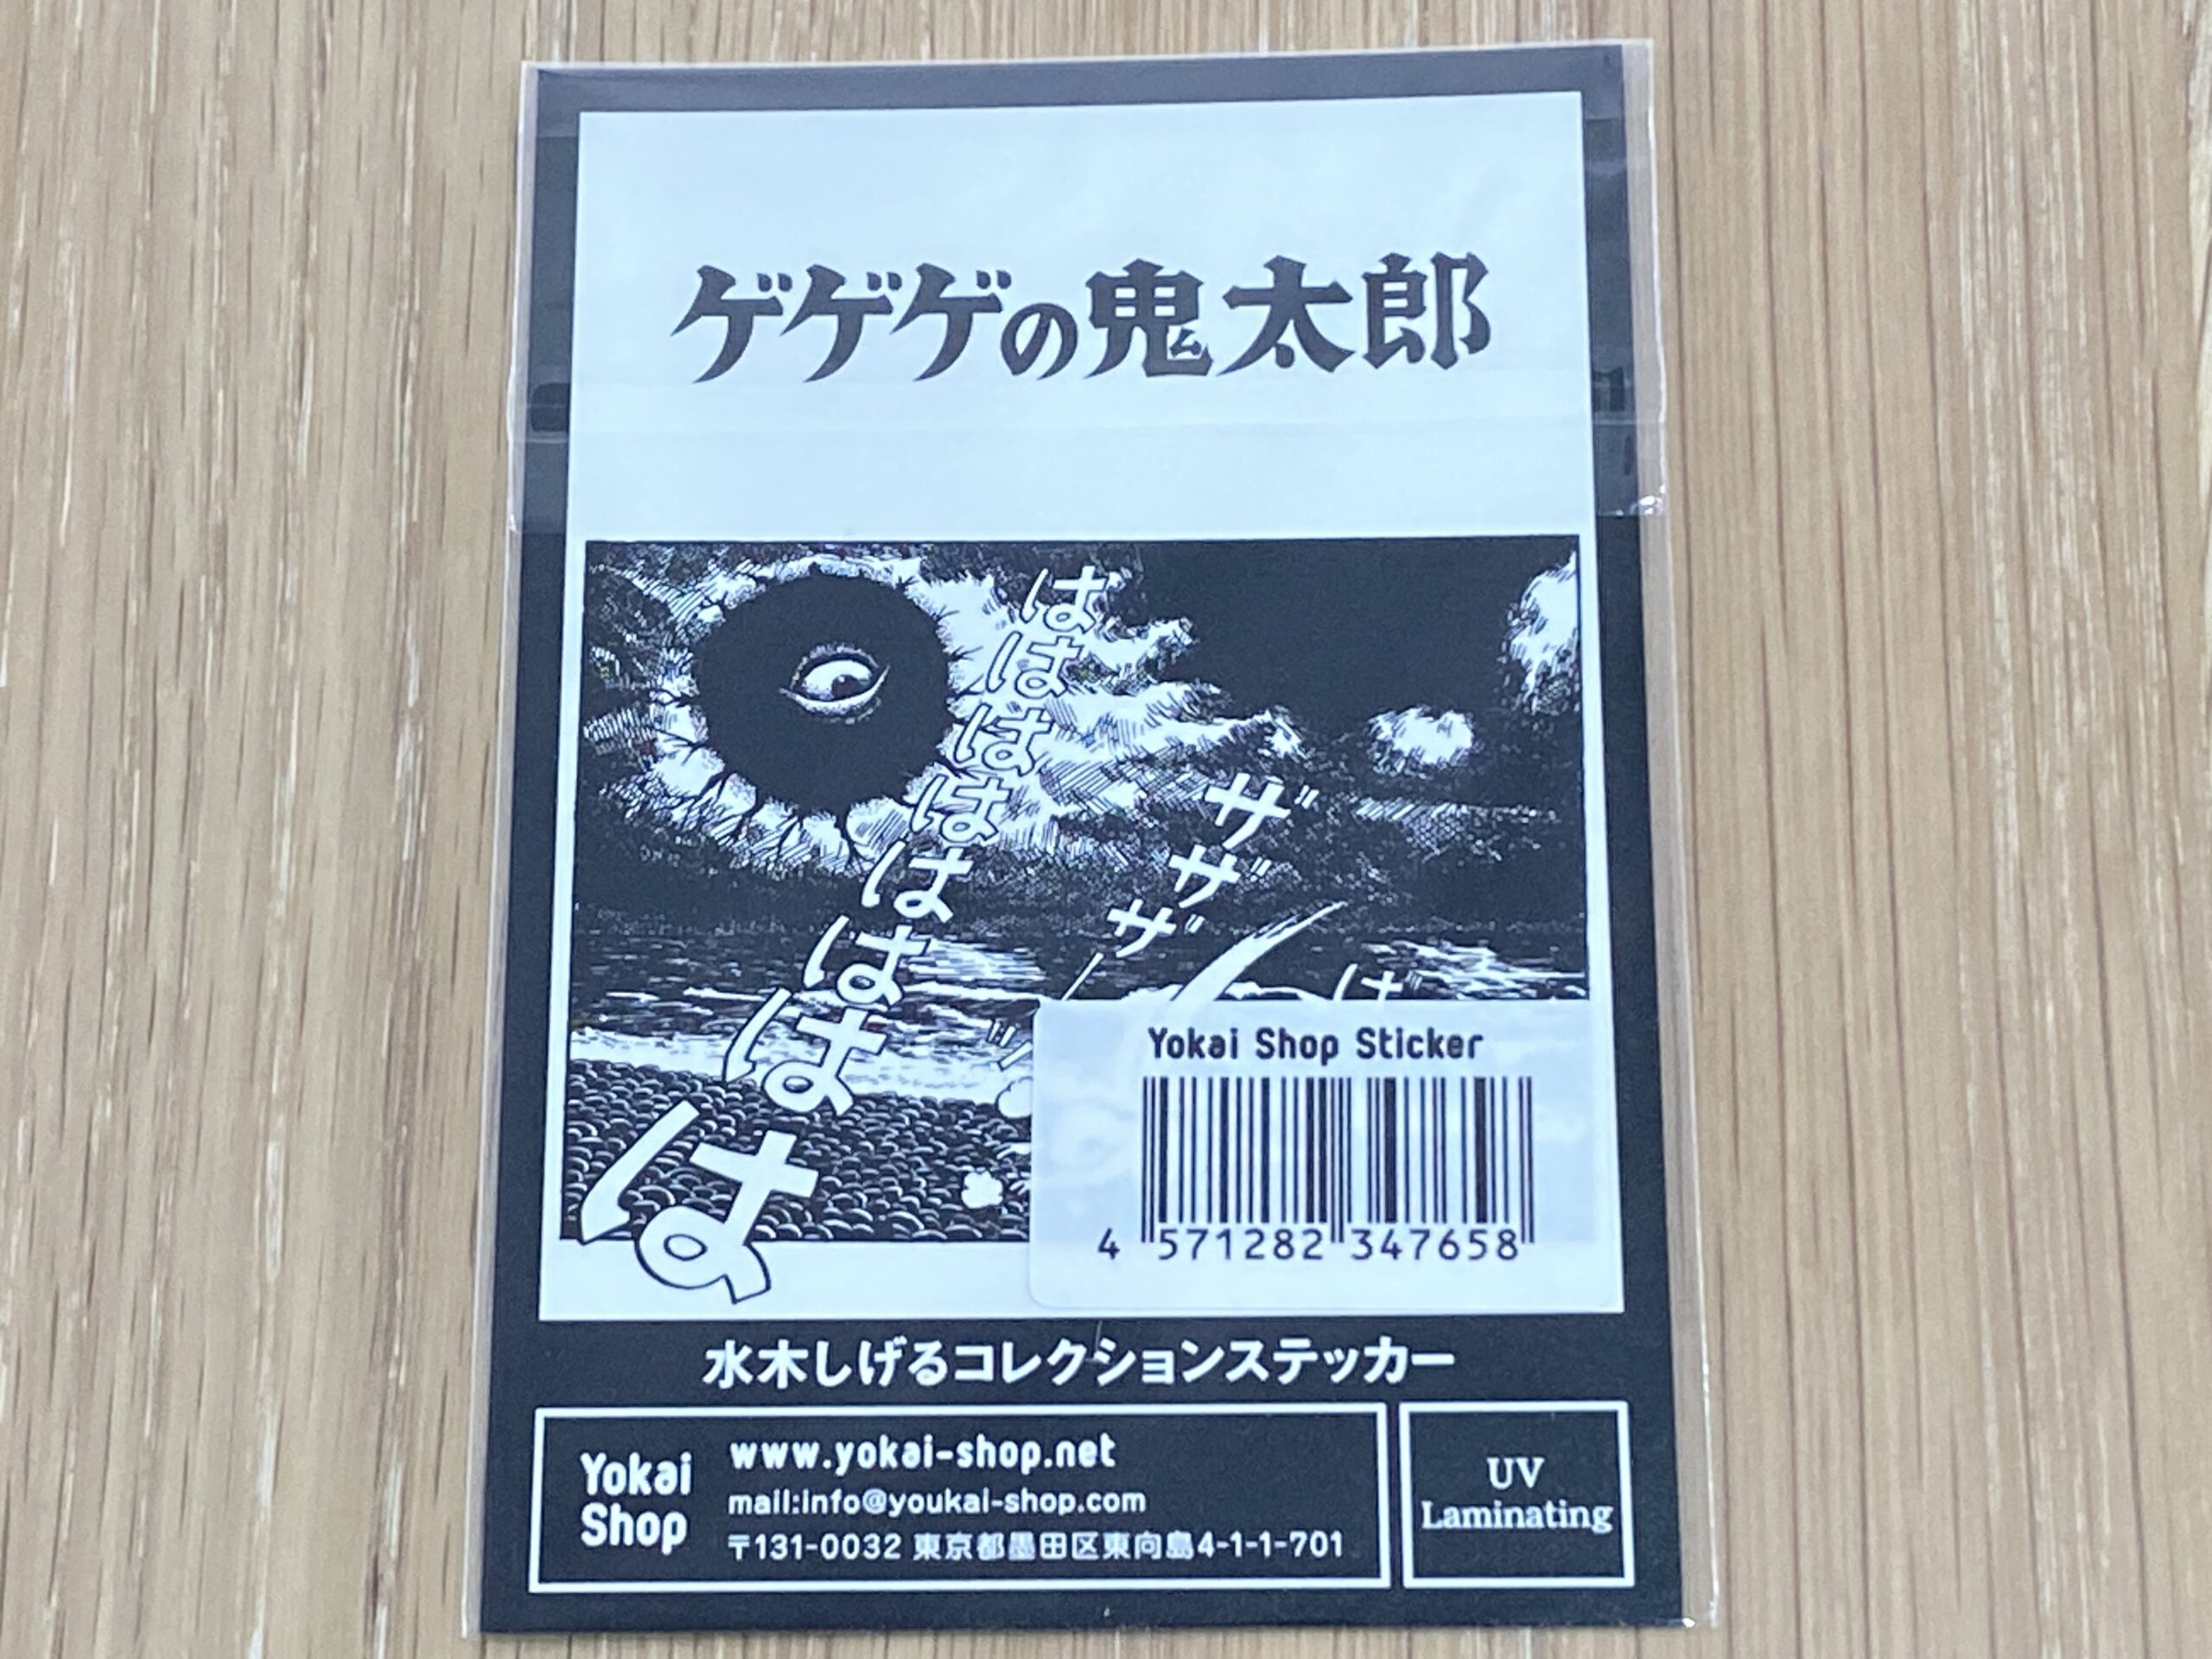 ゲゲゲの鬼太郎
はははははははは
ザザザ
は
Yokai Shop Sticker
4 571282 347658
水木しげるコレクションステッカー
Yokai Shop
www.yokai-shop.net
mail:info@youkai-shop.com
〒131-0032 東京都墨田区東向島4-1-1-701
UV
Laminating